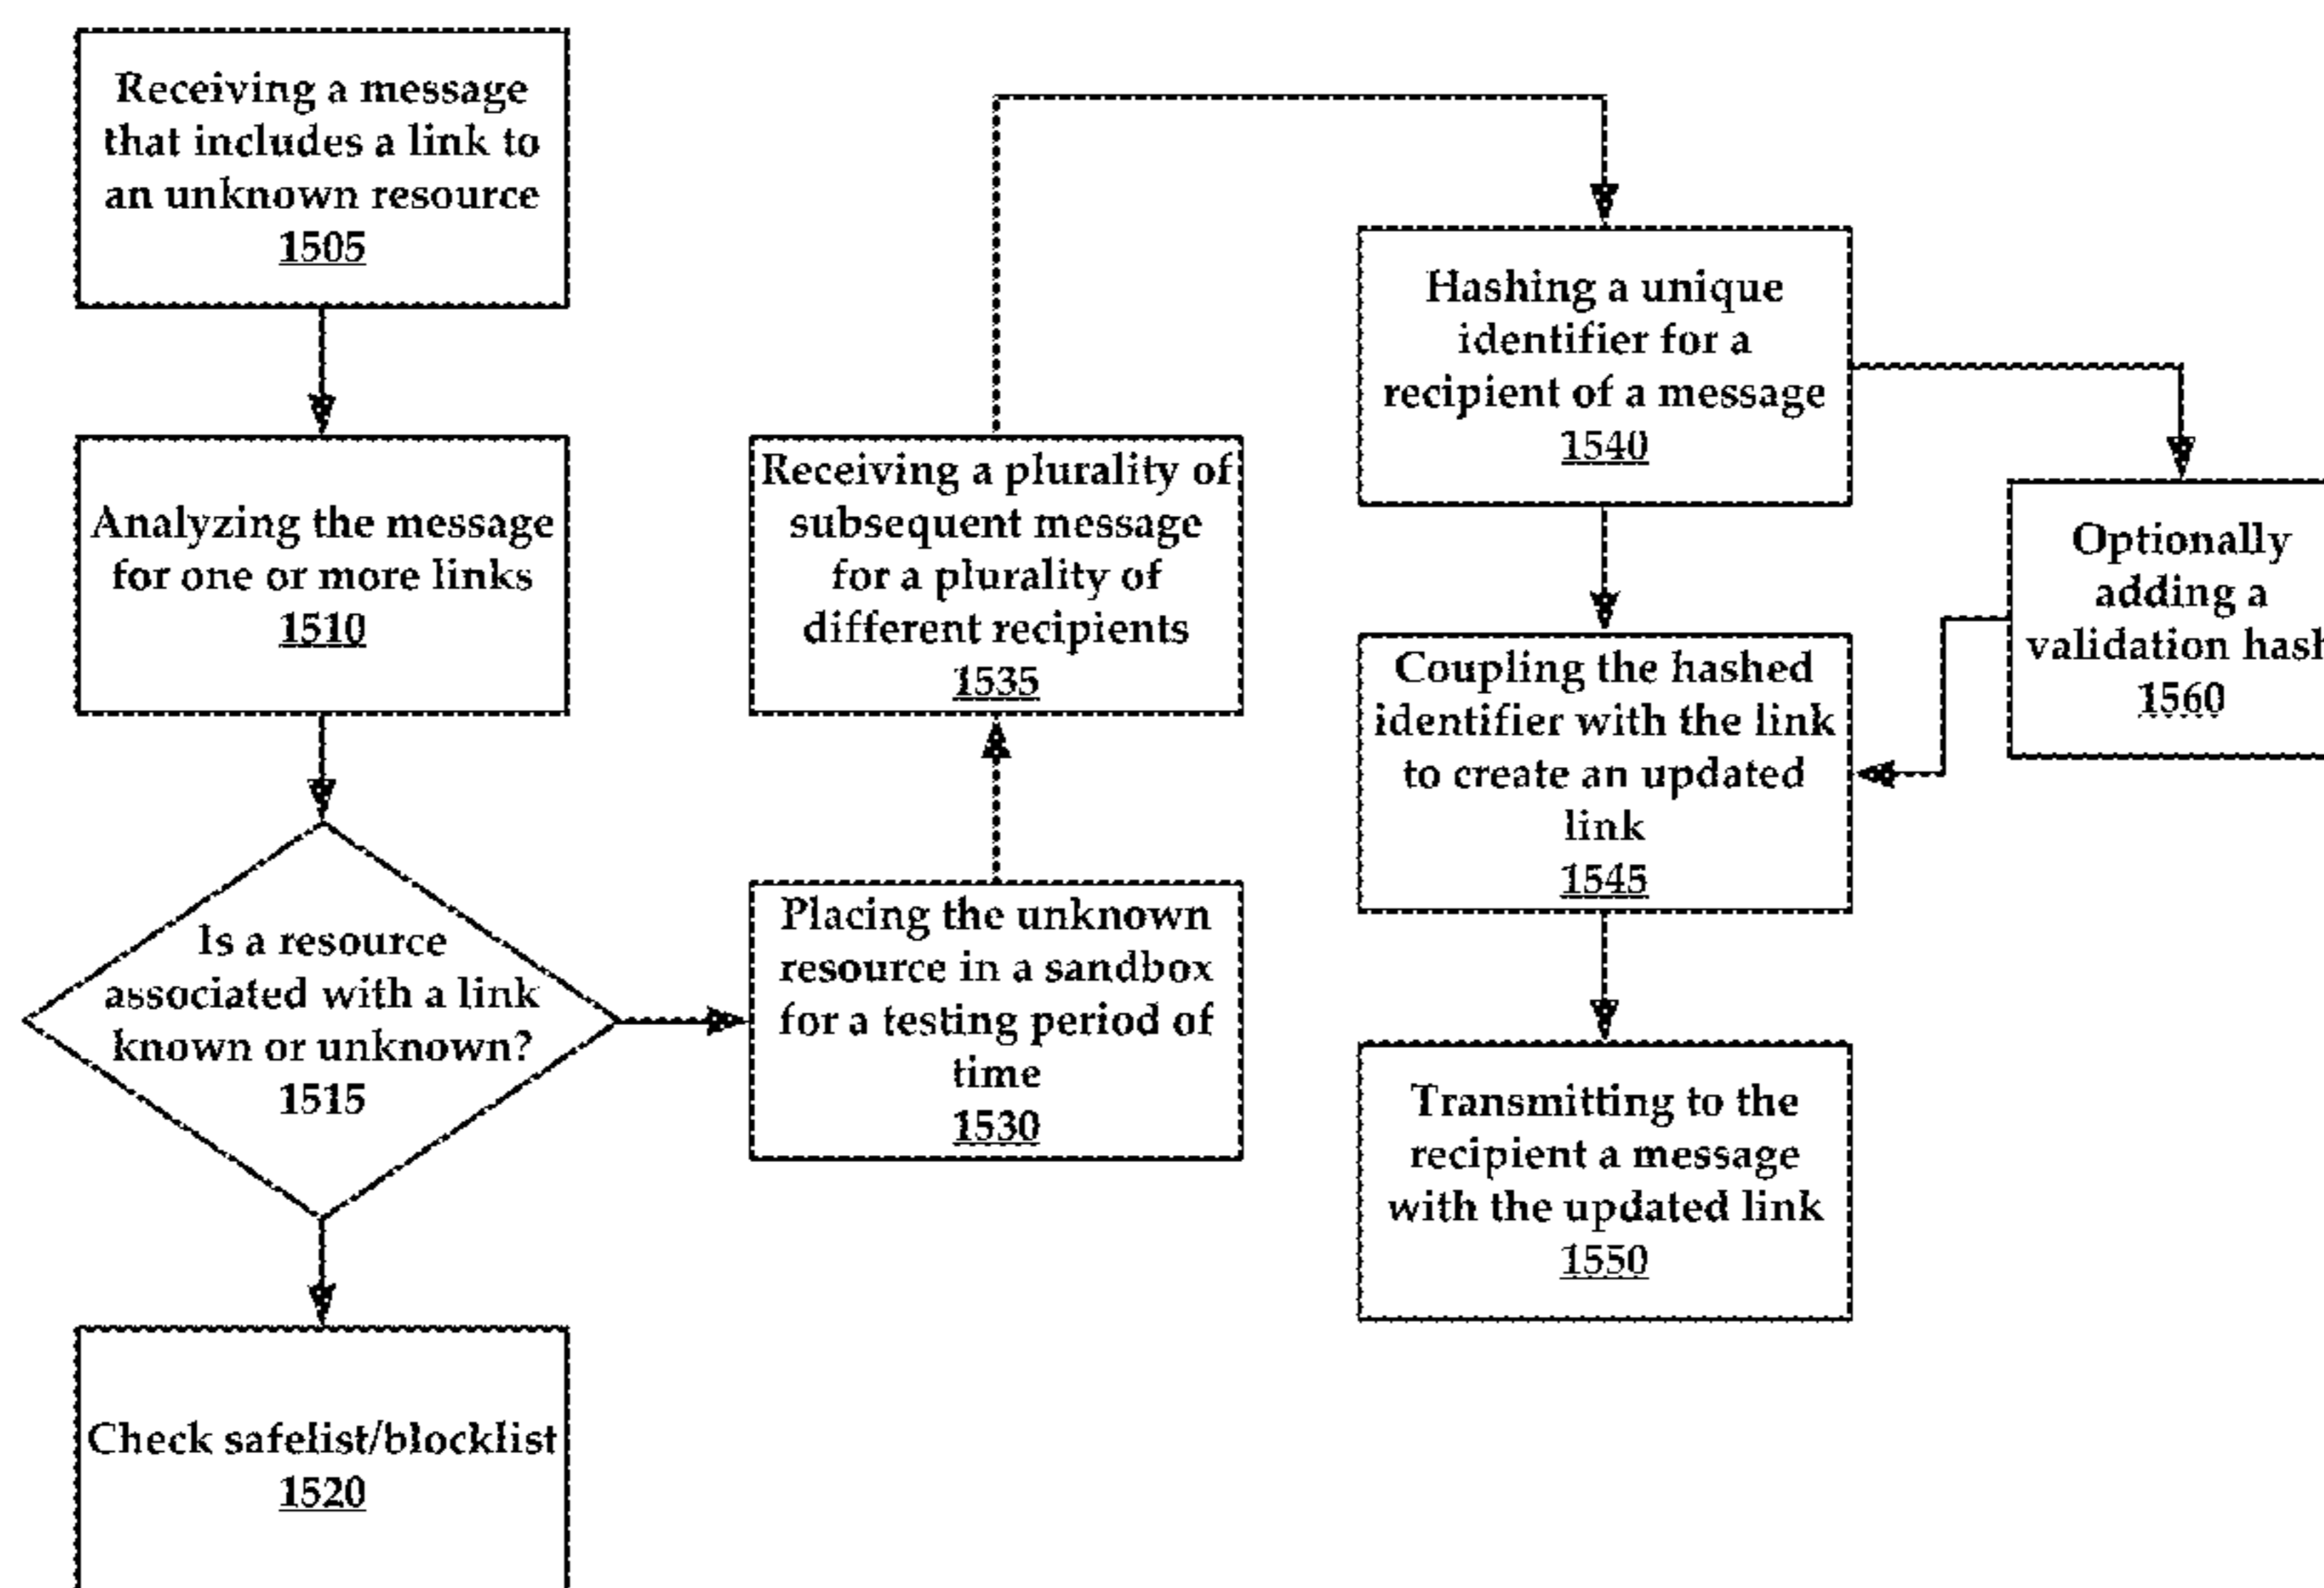 Receiving a message
that includes a link to
an unknown resource
1505
Analyzing the message
for one or more links
1510
Is a resource
associated with a link
known or unknown?
1515
Check safelist/blocklist
1520
Placing the unknown
resource in a sandbox
for a testing period of
time
1530
Receiving a plurality of
subsequent message
for a plurality of
different recipients
1535
Hashing a unique
identifier for a
recipient of a message
1540
Optionally
adding a
validation hash
1560
Coupling the hashed
identifier with the link
to create an updated
link
1545
Transmitting to the
recipient a message
with the updated link
1550